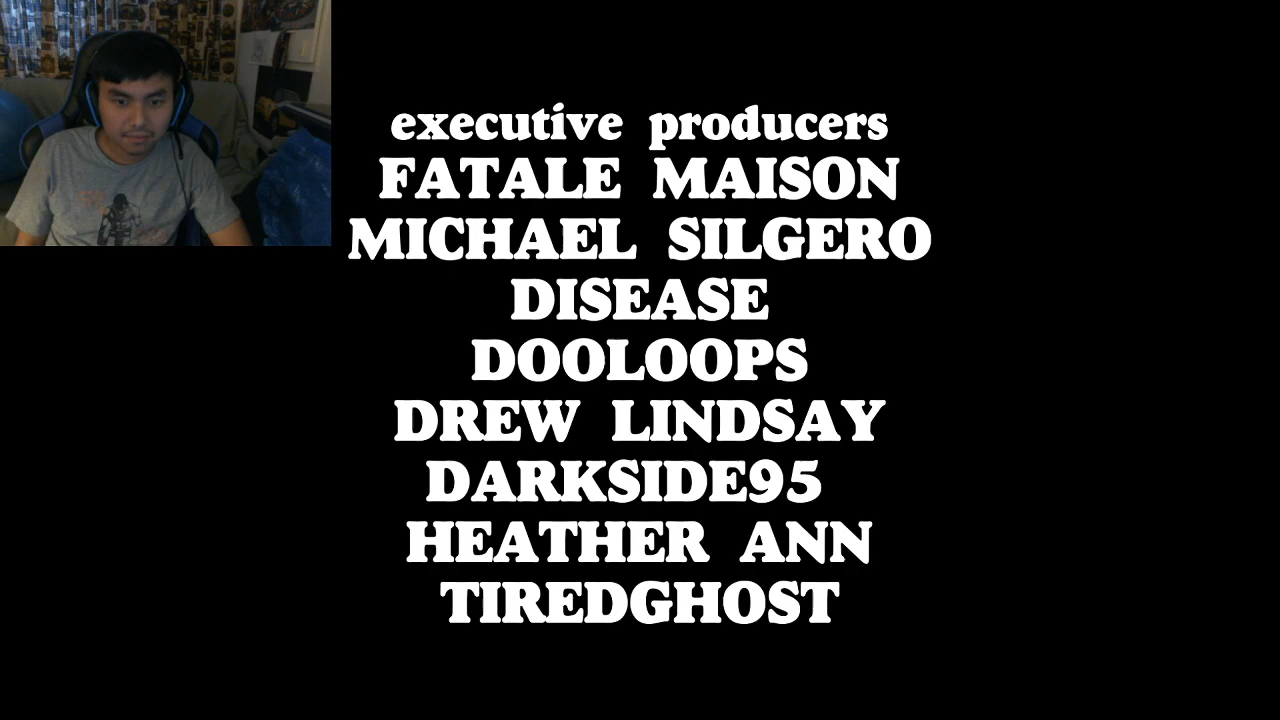 executive producers
FATALE MAISON
MICHAEL SILGERO
DISEASE
DOOLOOPS
DREW LINDSAY
DARKSIDE95
HEATHER ANN
TIREDGHOST